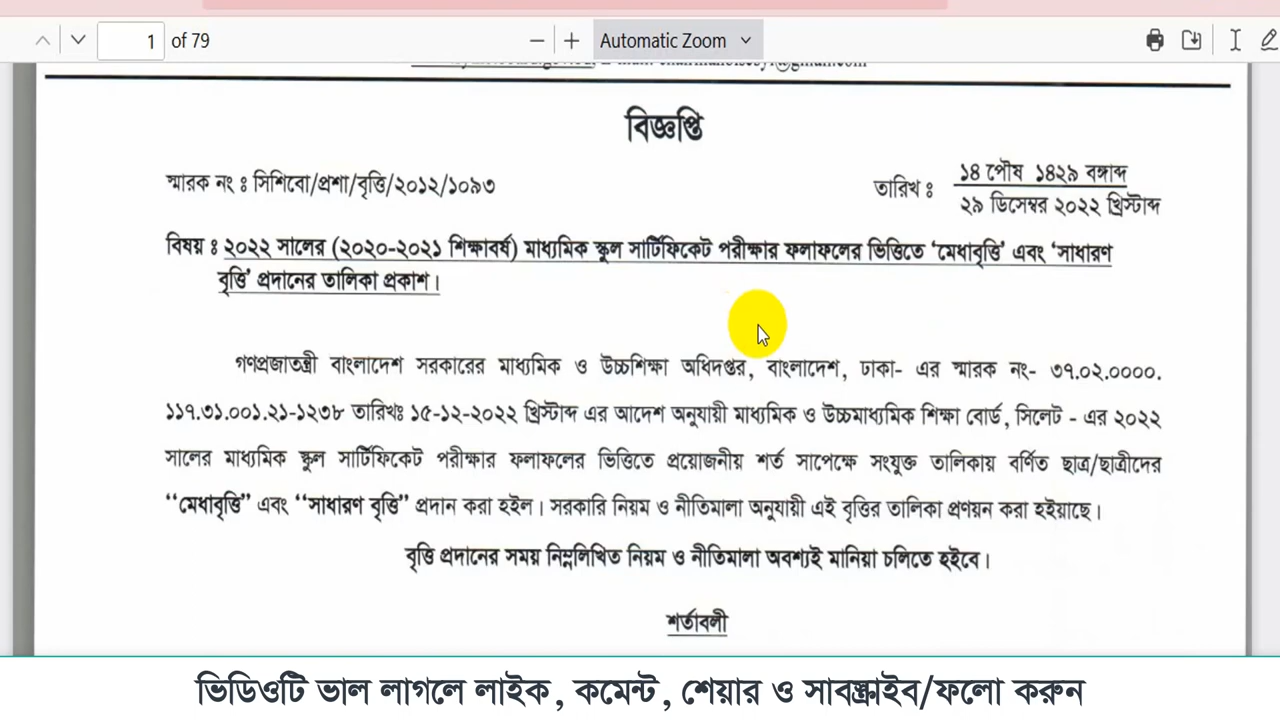 1 of 79 Automatic Zoom
বিজ্ঞপ্তি
স্মারক নং ঃ সিশিবো/প্রশা/বৃত্তি/২০১২/১০৯৩
তারিখ ঃ ১৪ পৌষ ১৪২৯ বঙ্গাব্দ
২৯ ডিসেম্বর ২০২২ খ্রিস্টাব্দ
বিষয় ঃ ২০২২ সালের (২০২০-২০২১ শিক্ষাবর্ষ) মাধ্যমিক স্কুল সার্টিফিকেট পরীক্ষার ফলাফলের ভিত্তিতে ‘মেধাবৃত্তি’ এবং ‘সাধারণ
বৃত্তি’ প্রদানের তালিকা প্রকাশ।
গণপ্রজাতন্ত্রী বাংলাদেশ সরকারের মাধ্যমিক ও উচ্চশিক্ষা অধিদপ্তর, বাংলাদেশ, ঢাকা- এর স্মারক নং- ৩৭.০২.০০০০.
১১৭.৩১.০০১.২১-১২৩৮ তারিখঃ ১৫-১২-২০২২ খ্রিস্টাব্দ এর আদেশ অনুযায়ী মাধ্যমিক ও উচ্চমাধ্যমিক শিক্ষা বোর্ড, সিলেট - এর ২০২২
সালের মাধ্যমিক স্কুল সার্টিফিকেট পরীক্ষার ফলাফলের ভিত্তিতে প্রয়োজনীয় শর্ত সাপেক্ষে সংযুক্ত তালিকায় বর্ণিত ছাত্র/ছাত্রীদের
“মেধাবৃত্তি” এবং “সাধারণ বৃত্তি” প্রদান করা হইল। সরকারি নিয়ম ও নীতিমালা অনুযায়ী এই বৃত্তির তালিকা প্রণয়ন করা হইয়াছে।
বৃত্তি প্রদানের সময় নিম্নলিখিত নিয়ম ও নীতিমালা অবশ্যই মানিয়া চলিতে হইবে।
শর্তাবলী
ভিডিওটি ভাল লাগলে লাইক, কমেন্ট, শেয়ার ও সাবস্ক্রাইব/ফলো করুন